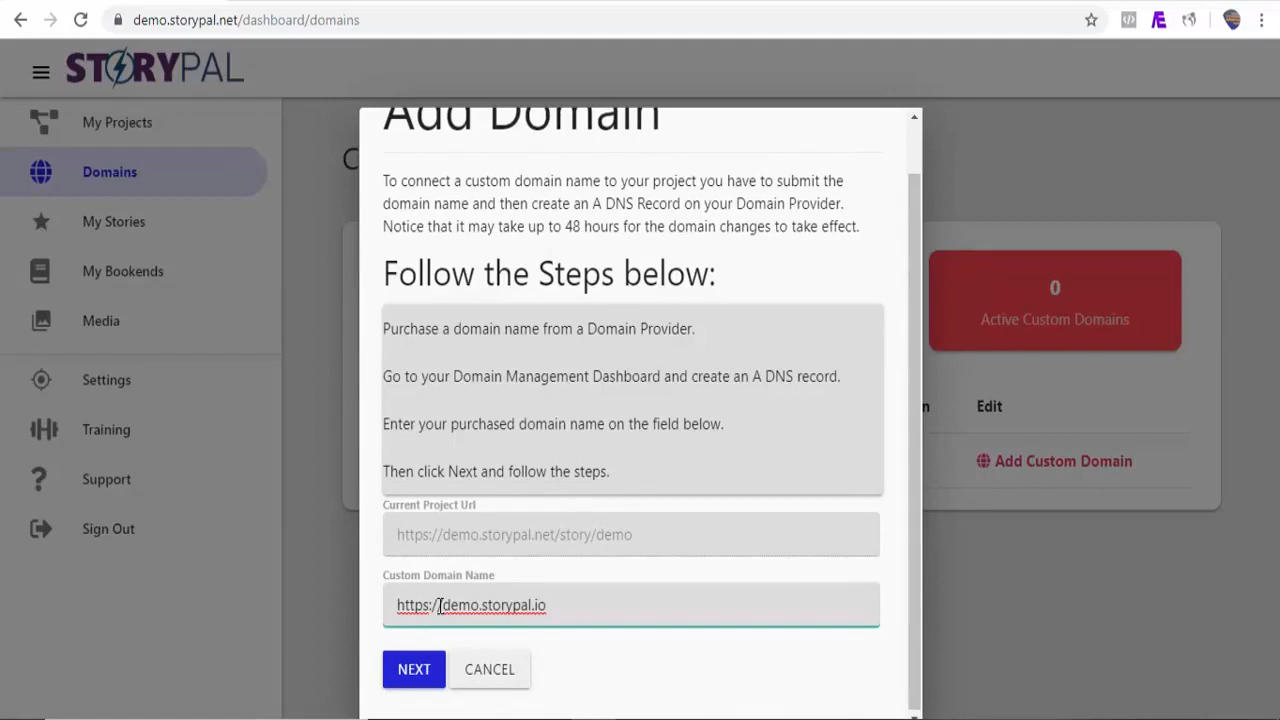 demo.storypal.net/dashboard/domains
STORYPAL
My Projects
Domains
My Stories
My Bookends
Media
Settings
Training
Support
Sign Out
Add Domain
To connect a custom domain name to your project you have to submit the
domain name and then create an A DNS Record on your Domain Provider.
Notice that it may take up to 48 hours for the domain changes to take effect.
Follow the Steps below:
Purchase a domain name from a Domain Provider.
Go to your Domain Management Dashboard and create an A DNS record.
Enter your purchased domain name on the field below.
Then click Next and follow the steps.
Current Project Url
https://demo.storypal.net/story/demo
Custom Domain Name
https://demo.storypal.io
NEXT
CANCEL
0
Active Custom Domains
Edit
Add Custom Domain